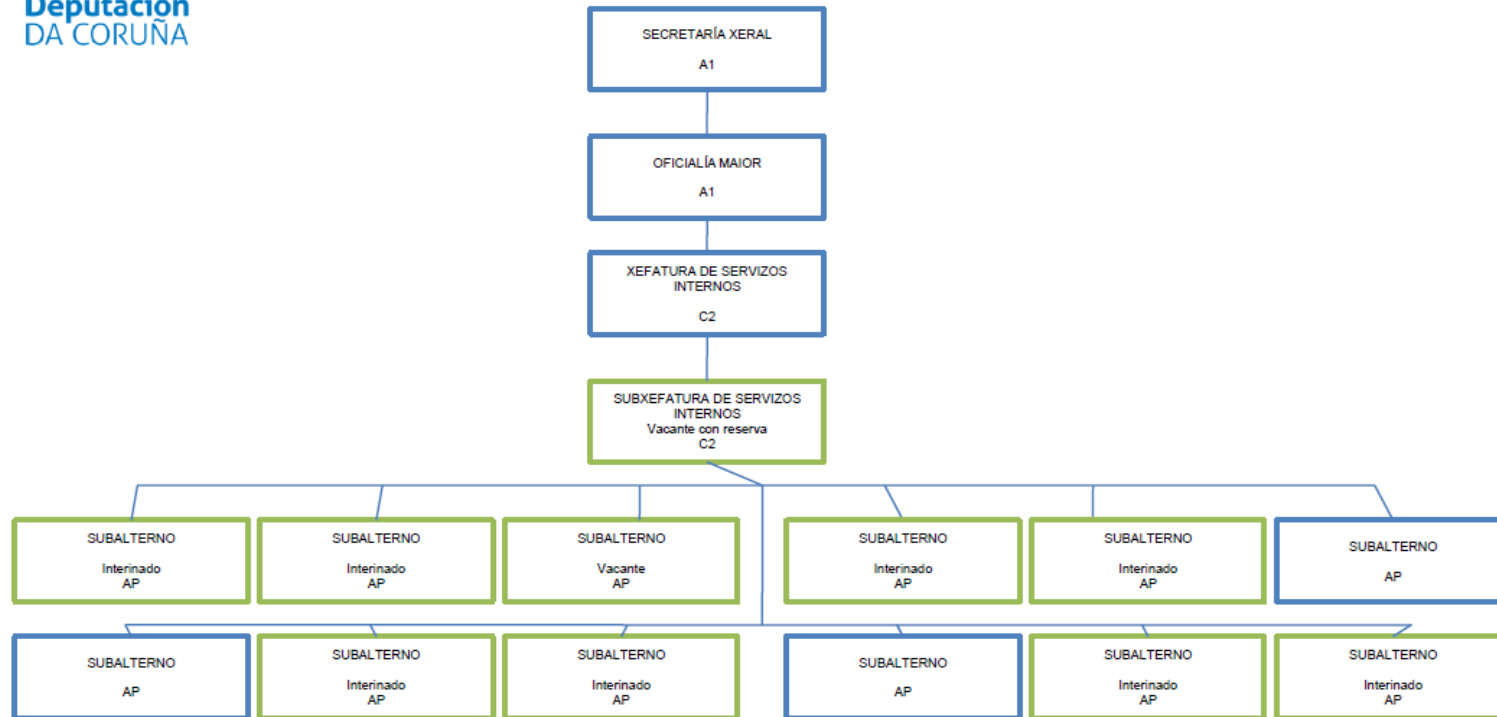 Deputación
DA CORUÑA
SECRETARÍA XERAL
A1
OFICIALÍA MAIOR
A1
XEFATURA DE SERVIZOS
INTERNOS
C2
SUBXEFATURA DE SERVIZOS
INTERNOS
Vacante con reserva
C2
SUBALTERNO
Interinado
AP
SUBALTERNO
Interinado
AP
SUBALTERNO
Vacante
AP
SUBALTERNO
Interinado
AP
SUBALTERNO
Interinado
AP
SUBALTERNO
AP
SUBALTERNO
AP
SUBALTERNO
Interinado
AP
SUBALTERNO
Interinado
AP
SUBALTERNO
AP
SUBALTERNO
Interinado
AP
SUBALTERNO
Interinado
AP